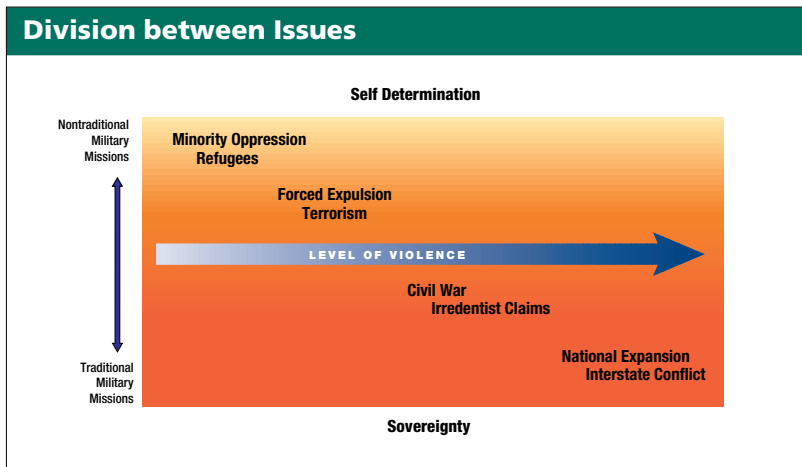 Division between Issues
Self Determination
Nontraditional
Military
Missions
Minority Oppression
Refugees
Forced Expulsion
Terrorism
LEVEL OF VIOLENCE
Civil War
Irredentist Claims
National Expansion
Interstate Conflict
Traditional
Military
Missions
Sovereignty